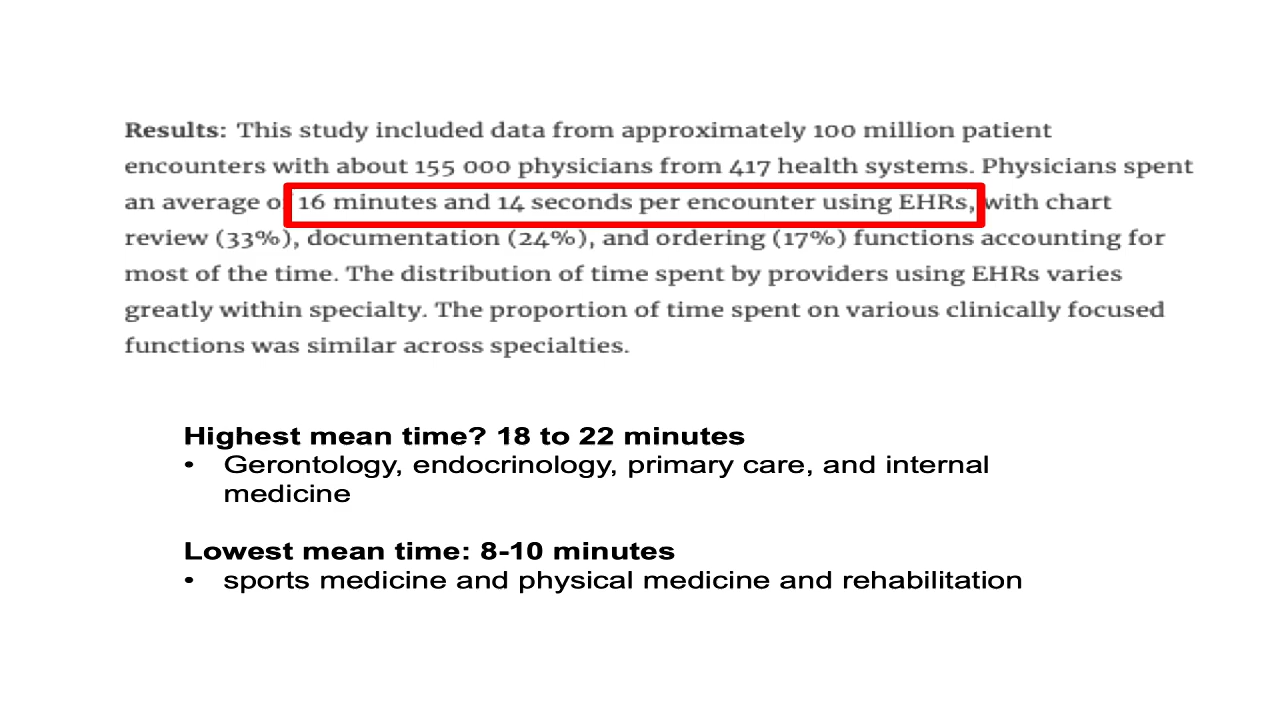 Results: This study included data from approximately 100 million patient
encounters with about 155 000 physicians from 417 health systems. Physicians spent
an average o 16 minutes and 14 seconds per encounter using EHRs, with chart
review (33%), documentation (24%), and ordering (17%) functions accounting for
most of the time. The distribution of time spent by providers using EHRs varies
greatly within specialty. The proportion of time spent on various clinically focused
functions was similar across specialties.
Highest mean time? 18 to 22 minutes
• Gerontology, endocrinology, primary care, and internal
medicine
Lowest mean time: 8-10 minutes
• sports medicine and physical medicine and rehabilitation